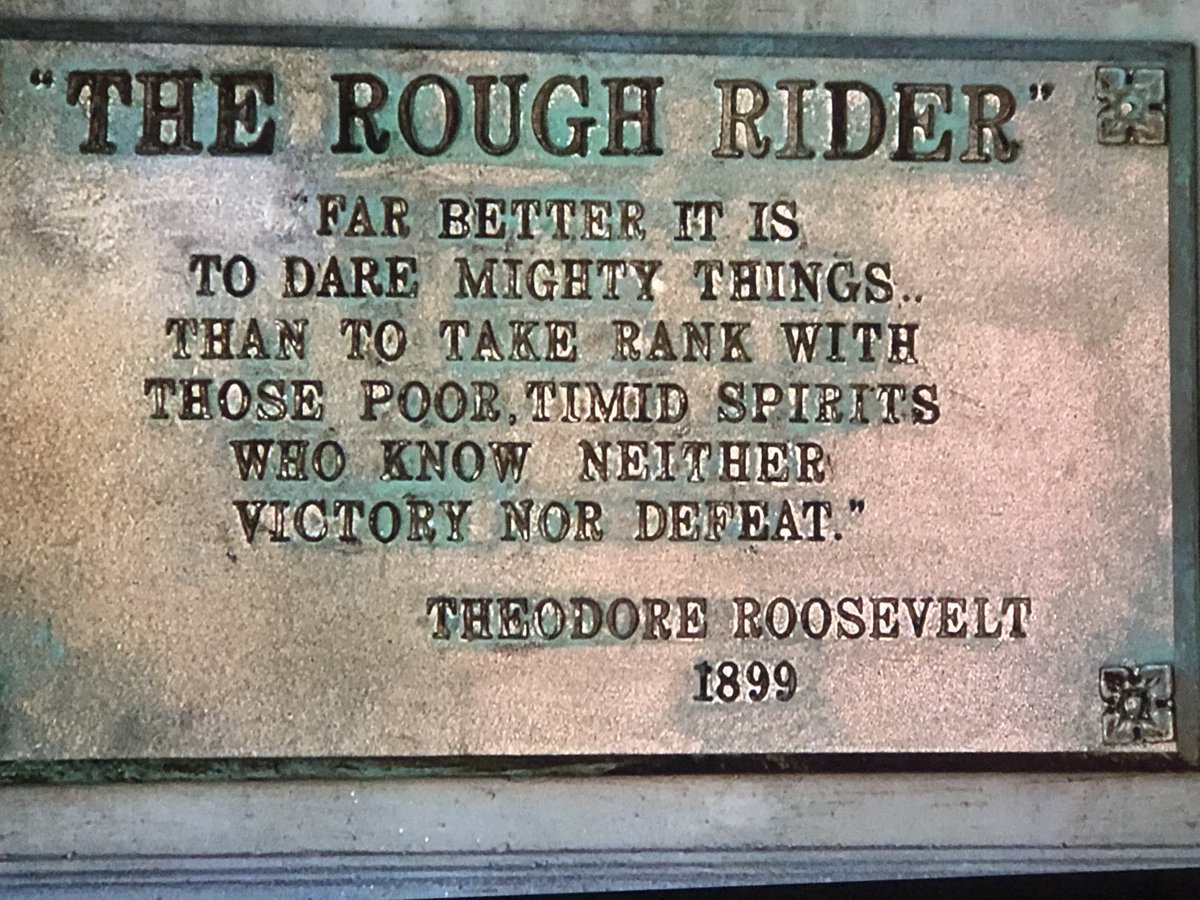 "THE ROUGH RIDER"
"FAR BETTER IT IS
TO DARE MIGHTY THINGS..
THAN TO TAKE RANK WITH
THOSE POOR, TIMID SPIRITS
WHO KNOW NEITHER
VICTORY NOR DEFEAT."
THEODORE ROOSEVELT
1899